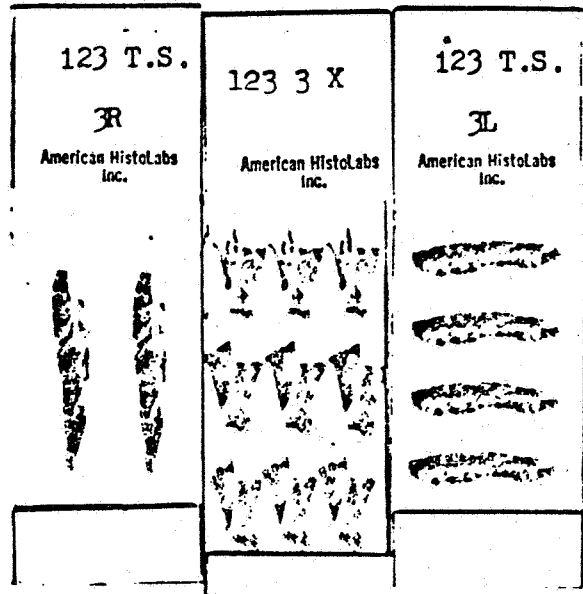 123 T.S.
3R
American HistoLabs
Inc.
123 3 X
American HistoLabs
Inc.
123 T.S.
3L
American HistoLabs
Inc.